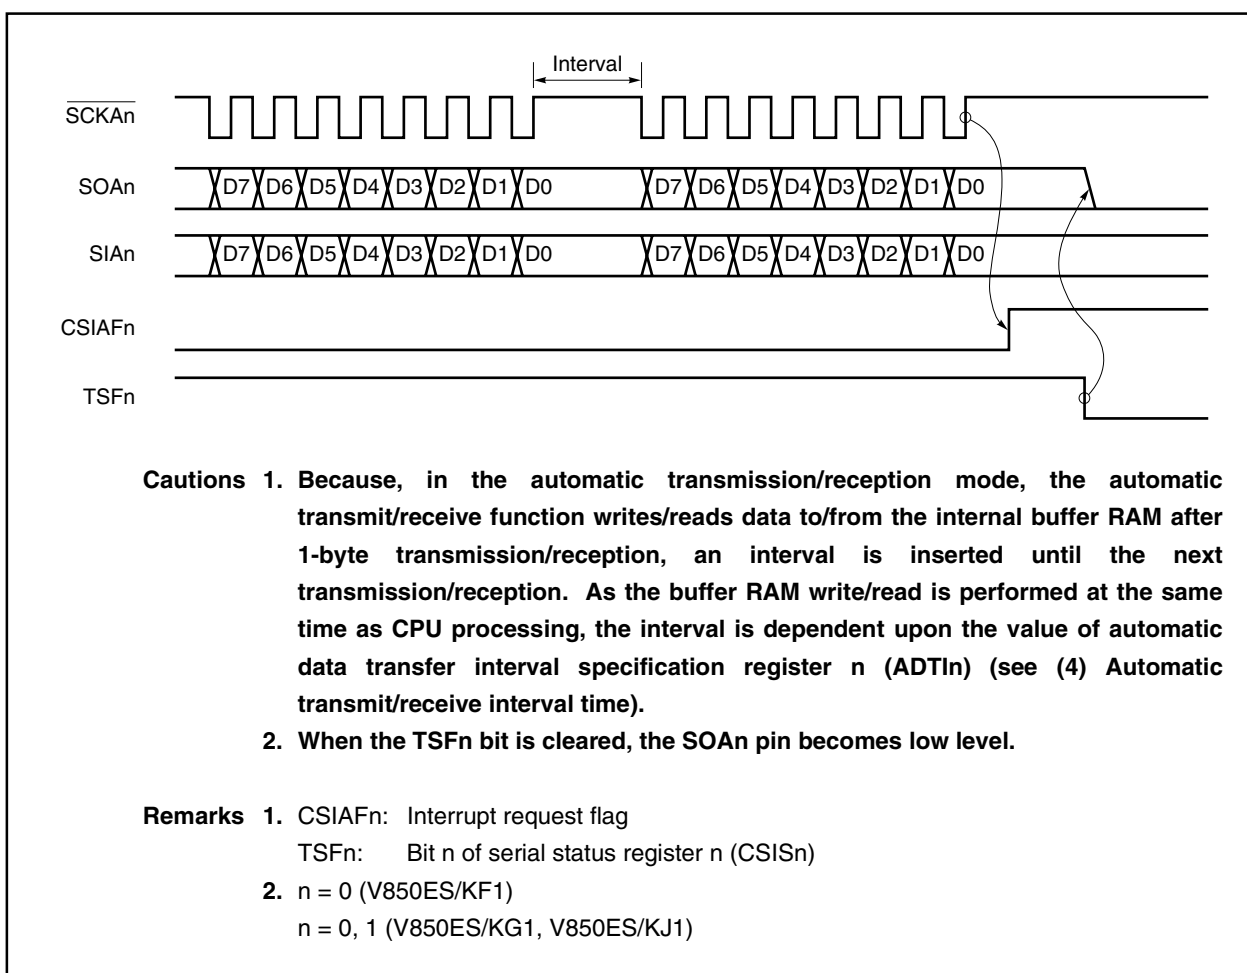 Interval
SCKAn
SOAn D7 D6 D5 D4 D3 D2 D1 D0 D7 D6 D5 D4 D3 D2 D1 D0
SIAn D7 D6 D5 D4 D3 D2 D1 D0 D7 D6 D5 D4 D3 D2 D1 D0
CSIAFn
TSFn
Cautions 1. Because, in the automatic transmission/reception mode, the automatic
transmit/receive function writes/reads data to/from the internal buffer RAM after
1-byte transmission/reception, an interval is inserted until the next
transmission/reception. As the buffer RAM write/read is performed at the same
time as CPU processing, the interval is dependent upon the value of automatic
data transfer interval specification register n (ADTIn) (see (4) Automatic
transmit/receive interval time).
2. When the TSFn bit is cleared, the SOAn pin becomes low level.
Remarks 1. CSIAFn: Interrupt request flag
TSFn: Bit n of serial status register n (CSISn)
2. n = 0 (V850ES/KF1)
n = 0, 1 (V850ES/KG1, V850ES/KJ1)